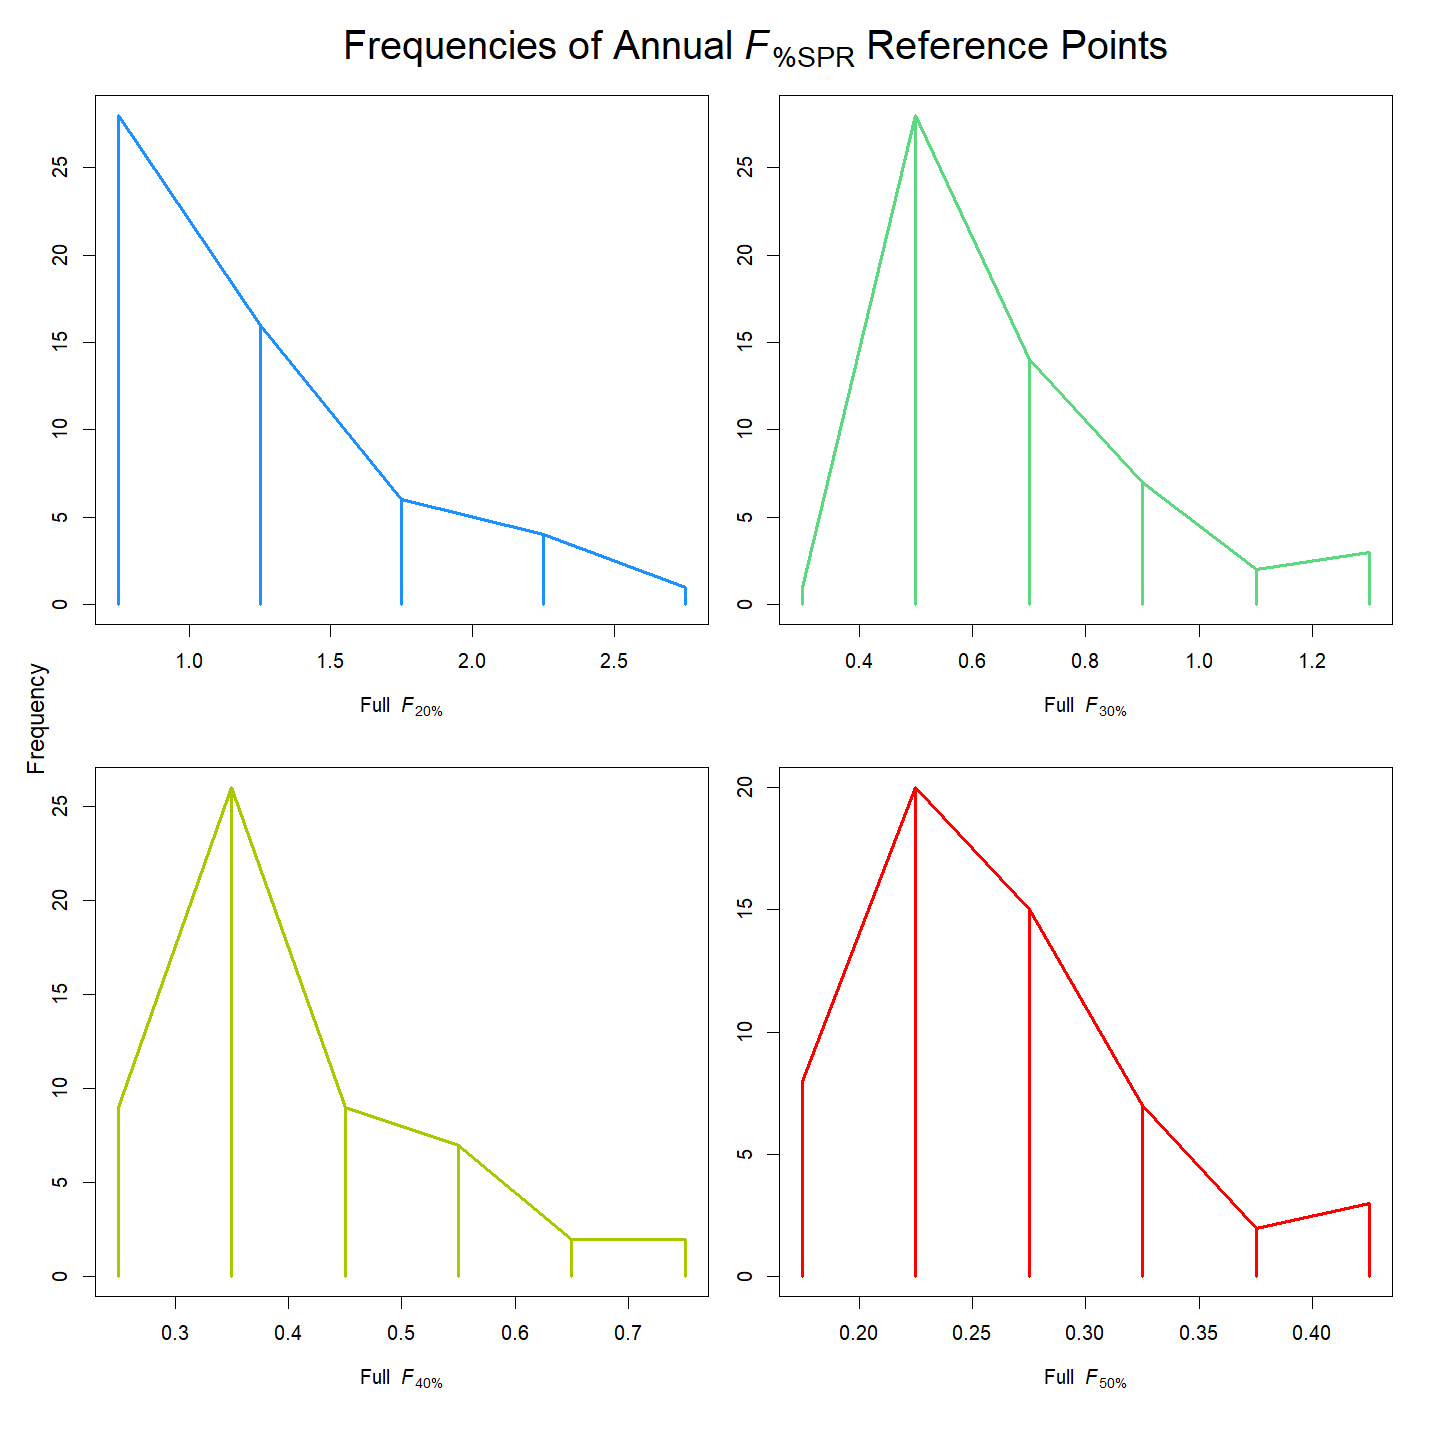 Frequencies of Annual F%SPR Reference Points
Frequency
0 5 10 15 20 25
1.0 1.5 2.0 2.5
Full F20%
0 5 10 15 20 25
0.4 0.6 0.8 1.0 1.2
Full F30%
0 5 10 15 20 25
0.3 0.4 0.5 0.6 0.7
Full F40%
0 5 10 15 20
0.20 0.25 0.30 0.35 0.40
Full F50%